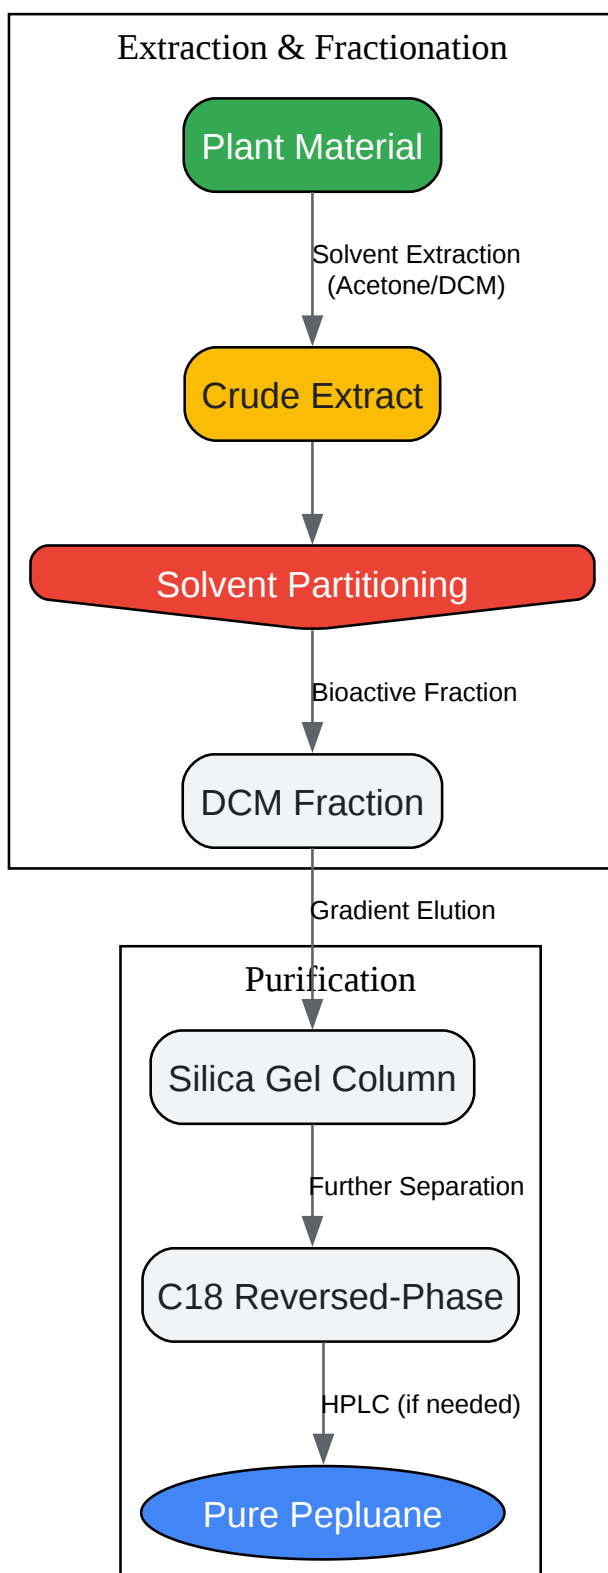 Extraction & Fractionation
Plant Material
Solvent Extraction
(Acetone/DCM)
Crude Extract
Solvent Partitioning
Bioactive Fraction
DCM Fraction
Gradient Elution
Purification
Silica Gel Column
Further Separation
C18 Reversed-Phase
HPLC (if needed)
Pure Pepluane